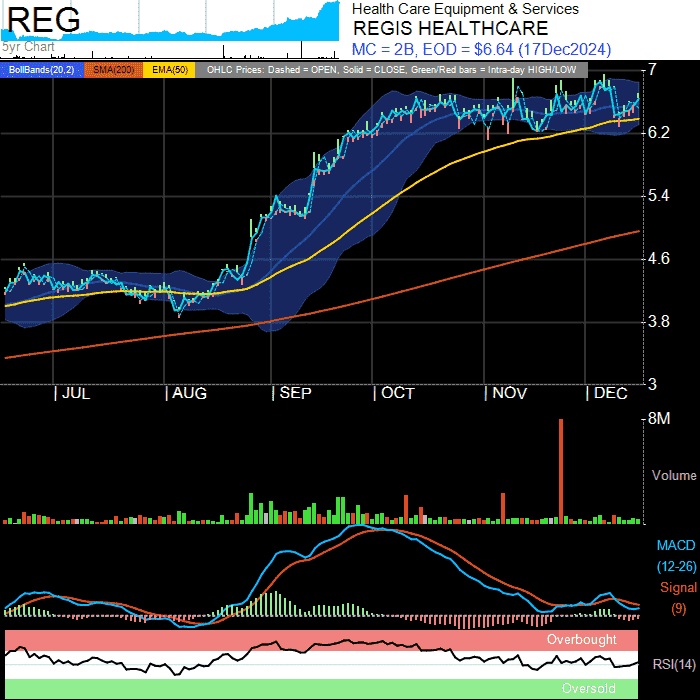 REG
5yr Chart
Health Care Equipment & Services
REGIS HEALTHCARE
MC = 2B, EOD = $6.64 (17Dec2024)
BollBands(20,2) SMA(200) EMA(50) OHLC Prices: Dashed = OPEN, Solid = CLOSE, Green/Red bars = Intra-day HIGH/LOW
7
6.2
5.4
4.6
3.8
3
| JUL | AUG | SEP | OCT | NOV | DEC
8M
Volume
MACD
(12-26)
Signal
(9)
Overbought
RSI(14)
Oversold